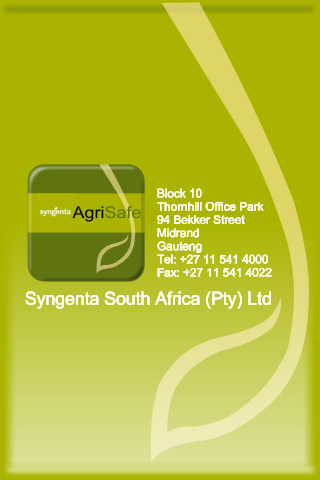 syngenta AgriSafe
Block 10
Thornhill Office Park
94 Bekker Street
Midrand
Gauteng
Tel: +27 11 541 4000
Fax: +27 11 541 4022
Syngenta South Africa (Pty) Ltd